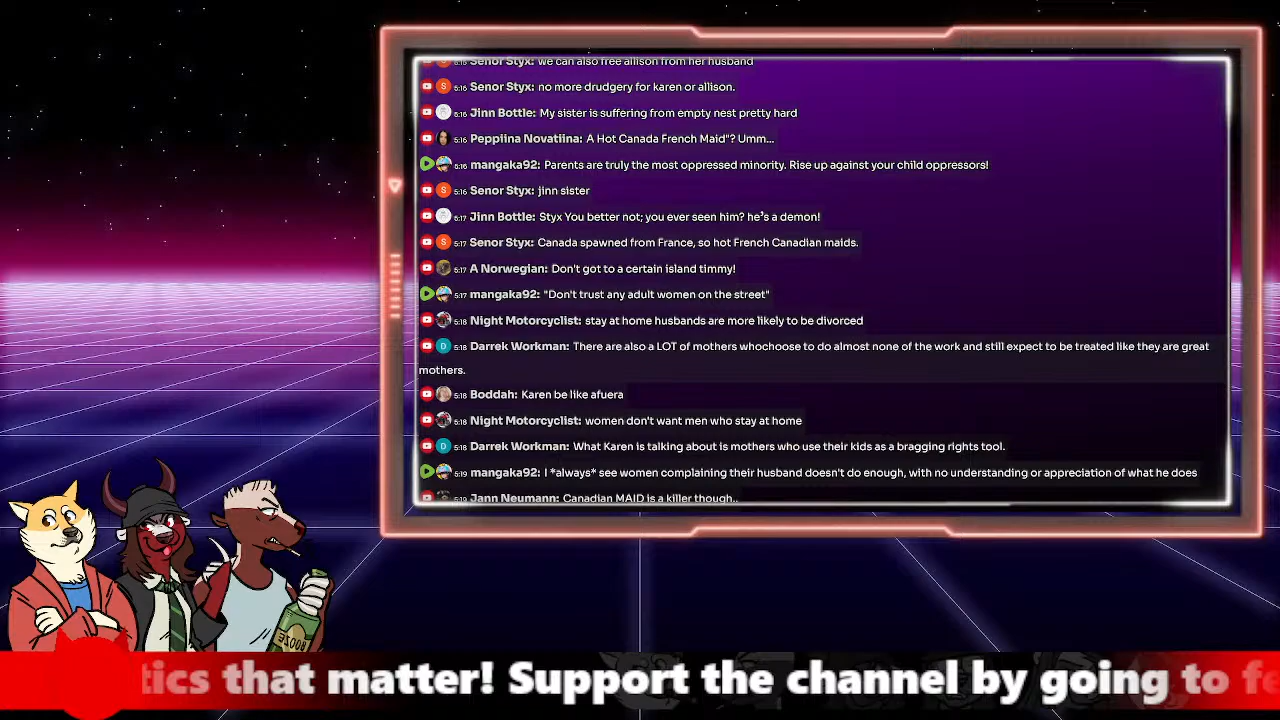 5:15 Senor Styx: we can also free allison from her husband
5:16 Senor Styx: no more drudgery for karen or allison.
5:16 Jinn Bottle: My sister is suffering from empty nest pretty hard
5:16 Peppiina Novatiina: A Hot Canada French Maid"? Umm...
5:16 mangaka92: Parents are truly the most oppressed minority. Rise up against your child oppressors!
5:16 Senor Styx: jinn sister
5:17 Jinn Bottle: Styx You better not; you ever seen him? he's a demon!
5:17 Senor Styx: Canada spawned from France, so hot French Canadian maids.
5:17 A Norwegian: Don't got to a certain island timmy!
5:17 mangaka92: "Don't trust any adult women on the street"
5:18 Night Motorcyclist: stay at home husbands are more likely to be divorced
5:18 Darrek Workman: There are also a LOT of mothers whochoose to do almost none of the work and still expect to be treated like they are great
mothers.
5:18 Boddah: Karen be like afuera
5:18 Night Motorcyclist: women don't want men who stay at home
5:18 Darrek Workman: What Karen is talking about is mothers who use their kids as a bragging rights tool.
5:19 mangaka92: I *always* see women complaining their husband doesn't do enough, with no understanding or appreciation of what he does
5:19 Jann Neumann: Canadian MAID is a killer though..
BOOZE
tics that matter! Support the channel by going to fe